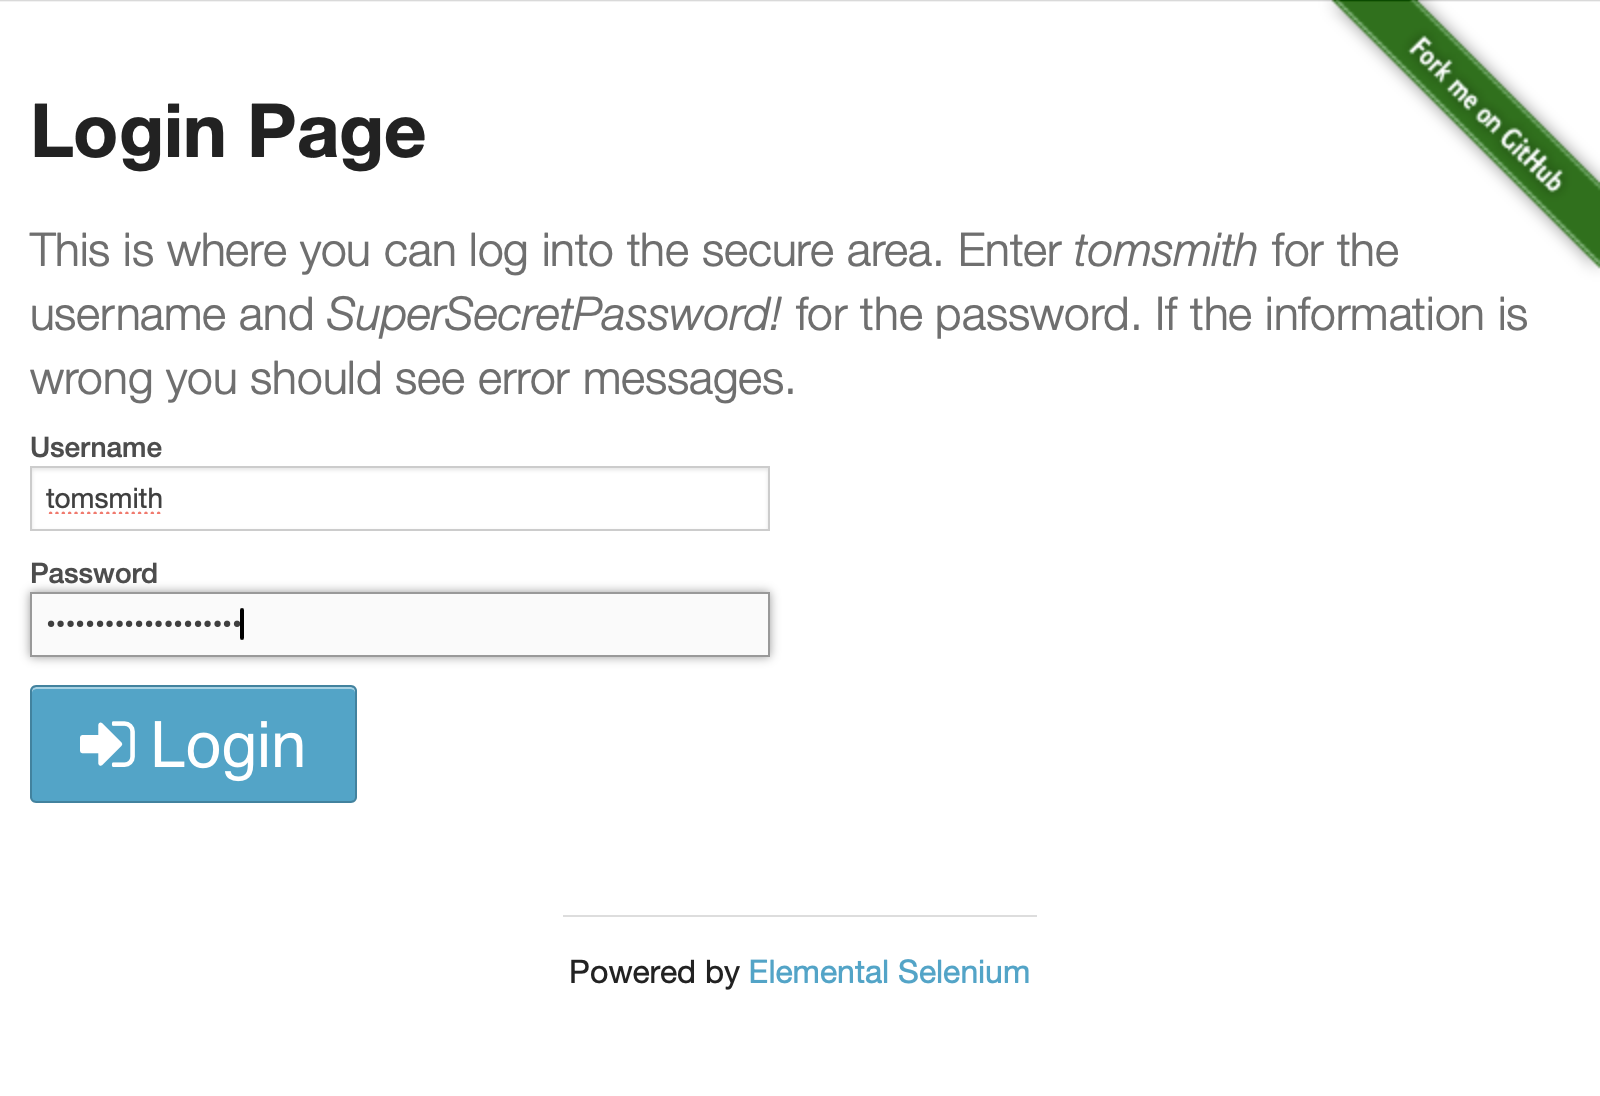 Fork me on GitHub
Login Page
This is where you can log into the secure area. Enter tomsmith for the
username and SuperSecretPassword! for the password. If the information is
wrong you should see error messages.
Username
tomsmith
Password
••••••••••••••••••••
Login
Powered by Elemental Selenium